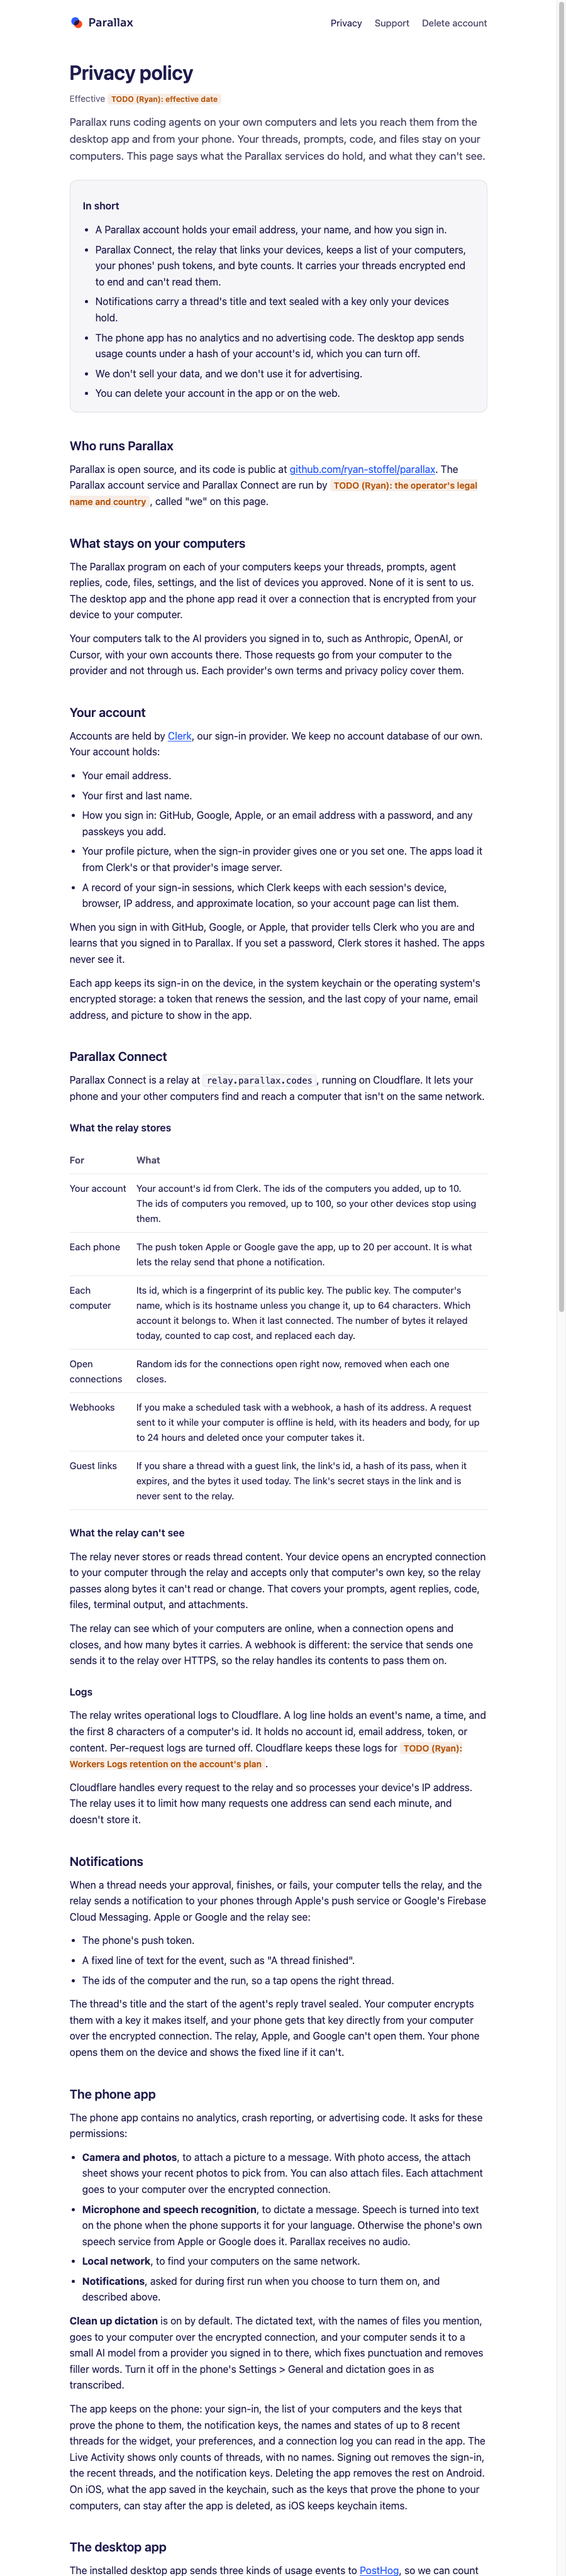 Parallax
Privacy Support Delete account
Privacy policy
Effective TODO (Ryan): effective date
Parallax runs coding agents on your own computers and lets you reach them from the
desktop app and from your phone. Your threads, prompts, code, and files stay on your
computers. This page says what the Parallax services do hold, and what they can't see.
In short
• A Parallax account holds your email address, your name, and how you sign in.
• Parallax Connect, the relay that links your devices, keeps a list of your computers,
your phones' push tokens, and byte counts. It carries your threads encrypted end
to end and can't read them.
• Notifications carry a thread's title and text sealed with a key only your devices
hold.
• The phone app has no analytics and no advertising code. The desktop app sends
usage counts under a hash of your account's id, which you can turn off.
• We don't sell your data, and we don't use it for advertising.
• You can delete your account in the app or on the web.
Who runs Parallax
Parallax is open source, and its code is public at github.com/ryan-stoffel/parallax. The
Parallax account service and Parallax Connect are run by TODO (Ryan): the operator's legal
name and country , called "we" on this page.
What stays on your computers
The Parallax program on each of your computers keeps your threads, prompts, agent
replies, code, files, settings, and the list of devices you approved. None of it is sent to us.
The desktop app and the phone app read it over a connection that is encrypted from your
device to your computer.
Your computers talk to the AI providers you signed in to, such as Anthropic, OpenAI, or
Cursor, with your own accounts there. Those requests go from your computer to the
provider and not through us. Each provider's own terms and privacy policy cover them.
Your account
Accounts are held by Clerk, our sign-in provider. We keep no account database of our own.
Your account holds:
• Your email address.
• Your first and last name.
• How you sign in: GitHub, Google, Apple, or an email address with a password, and any
passkeys you add.
• Your profile picture, when the sign-in provider gives one or you set one. The apps load it
from Clerk's or that provider's image server.
• A record of your sign-in sessions, which Clerk keeps with each session's device,
browser, IP address, and approximate location, so your account page can list them.
When you sign in with GitHub, Google, or Apple, that provider tells Clerk who you are and
learns that you signed in to Parallax. If you set a password, Clerk stores it hashed. The apps
never see it.
Each app keeps its sign-in on the device, in the system keychain or the operating system's
encrypted storage: a token that renews the session, and the last copy of your name, email
address, and picture to show in the app.
Parallax Connect
Parallax Connect is a relay at relay.parallax.codes , running on Cloudflare. It lets your
phone and your other computers find and reach a computer that isn't on the same network.
What the relay stores
For What
Your account Your account's id from Clerk. The ids of the computers you added, up to 10.
The ids of computers you removed, up to 100, so your other devices stop using
them.
Each phone The push token Apple or Google gave the app, up to 20 per account. It is what
lets the relay send that phone a notification.
Each computer Its id, which is a fingerprint of its public key. The public key. The computer's
name, which is its hostname unless you change it, up to 64 characters. Which
account it belongs to. When it last connected. The number of bytes it relayed
today, counted to cap cost, and replaced each day.
Open connections Random ids for the connections open right now, removed when each one
closes.
Webhooks If you make a scheduled task with a webhook, a hash of its address. A request
sent to it while your computer is offline is held, with its headers and body, for up
to 24 hours and deleted once your computer takes it.
Guest links If you share a thread with a guest link, the link's id, a hash of its pass, when it
expires, and the bytes it used today. The link's secret stays in the link and is
never sent to the relay.
What the relay can't see
The relay never stores or reads thread content. Your device opens an encrypted connection
to your computer through the relay and accepts only that computer's own key, so the relay
passes along bytes it can't read or change. That covers your prompts, agent replies, code,
files, terminal output, and attachments.
The relay can see which of your computers are online, when a connection opens and
closes, and how many bytes it carries. A webhook is different: the service that sends one
sends it to the relay over HTTPS, so the relay handles its contents to pass them on.
Logs
The relay writes operational logs to Cloudflare. A log line holds an event's name, a time, and
the first 8 characters of a computer's id. It holds no account id, email address, token, or
content. Per-request logs are turned off. Cloudflare keeps these logs for TODO (Ryan):
Workers Logs retention on the account's plan .
Cloudflare handles every request to the relay and so processes your device's IP address.
The relay uses it to limit how many requests one address can send each minute, and
doesn't store it.
Notifications
When a thread needs your approval, finishes, or fails, your computer tells the relay, and the
relay sends a notification to your phones through Apple's push service or Google's Firebase
Cloud Messaging. Apple or Google and the relay see:
• The phone's push token.
• A fixed line of text for the event, such as "A thread finished".
• The ids of the computer and the run, so a tap opens the right thread.
The thread's title and the start of the agent's reply travel sealed. Your computer encrypts
them with a key it makes itself, and your phone gets that key directly from your computer
over the encrypted connection. The relay, Apple, and Google can't open them. Your phone
opens them on the device and shows the fixed line if it can't.
The phone app
The phone app contains no analytics, crash reporting, or advertising code. It asks for these
permissions:
• Camera and photos, to attach a picture to a message. With photo access, the attach
sheet shows your recent photos to pick from. You can also attach files. Each attachment
goes to your computer over the encrypted connection.
• Microphone and speech recognition, to dictate a message. Speech is turned into text
on the phone when the phone supports it for your language. Otherwise the phone's own
speech service from Apple or Google does it. Parallax receives no audio.
• Local network, to find your computers on the same network.
• Notifications, asked for during first run when you choose to turn them on, and
described above.
Clean up dictation is on by default. The dictated text, with the names of files you mention,
goes to your computer over the encrypted connection, and your computer sends it to a
small AI model from a provider you signed in to there, which fixes punctuation and removes
filler words. Turn it off in the phone's Settings > General and dictation goes in as
transcribed.
The app keeps on the phone: your sign-in, the list of your computers and the keys that
prove the phone to them, the notification keys, the names and states of up to 8 recent
threads for the widget, your preferences, and a connection log you can read in the app. The
Live Activity shows only counts of threads, with no names. Signing out removes the sign-in,
the recent threads, and the notification keys. Deleting the app removes the rest on Android.
On iOS, what the app saved in the keychain, such as the keys that prove the phone to your
computers, can stay after the app is deleted, as iOS keeps keychain items.
The desktop app
The installed desktop app sends three kinds of usage events to PostHog, so we can count